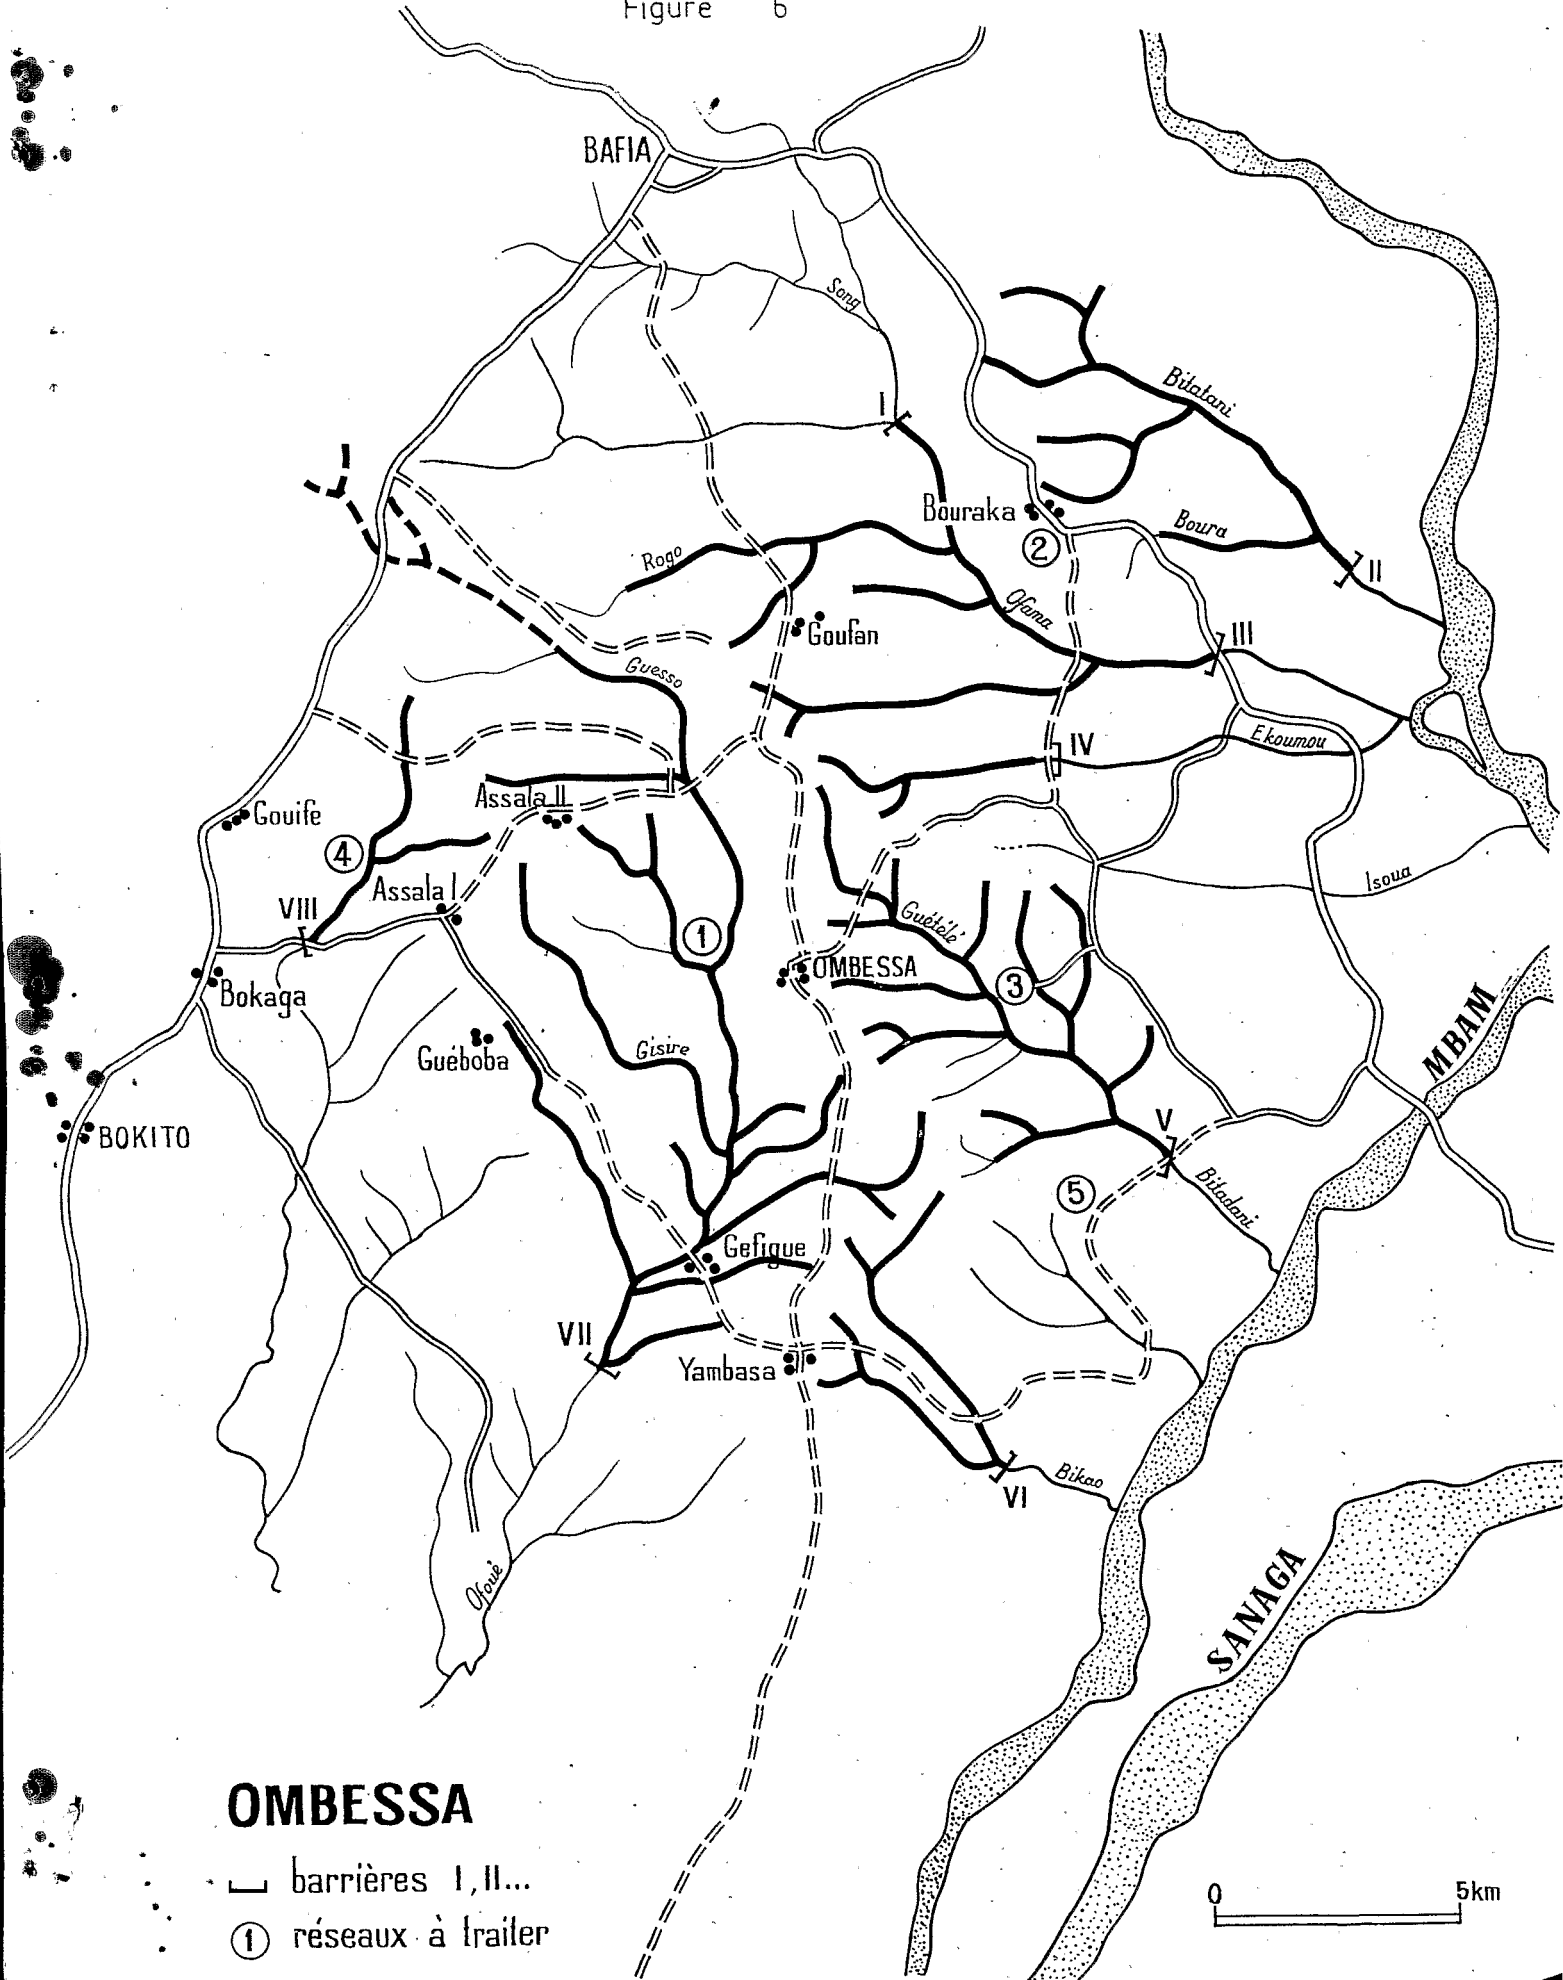 Figure 6
BAFIA
Song
I
Bitatani
Bouraka
2
Boura
II
Rogo
Ofama
Goufan
III
Guesso
IV
Ekoumou
Assala II
Gouife
4
Assala I
Isoua
VIII
Guétélé
1
OMBESSA
3
Bokaga
MBAM
Guéboba
Gisire
BOKITO
V
5
Bitadani
Gefigue
VII
Yambasa
VI
Bikao
SANAGA
Ofoué
OMBESSA
barrières I, II...
1 réseaux à traiter
0 5km